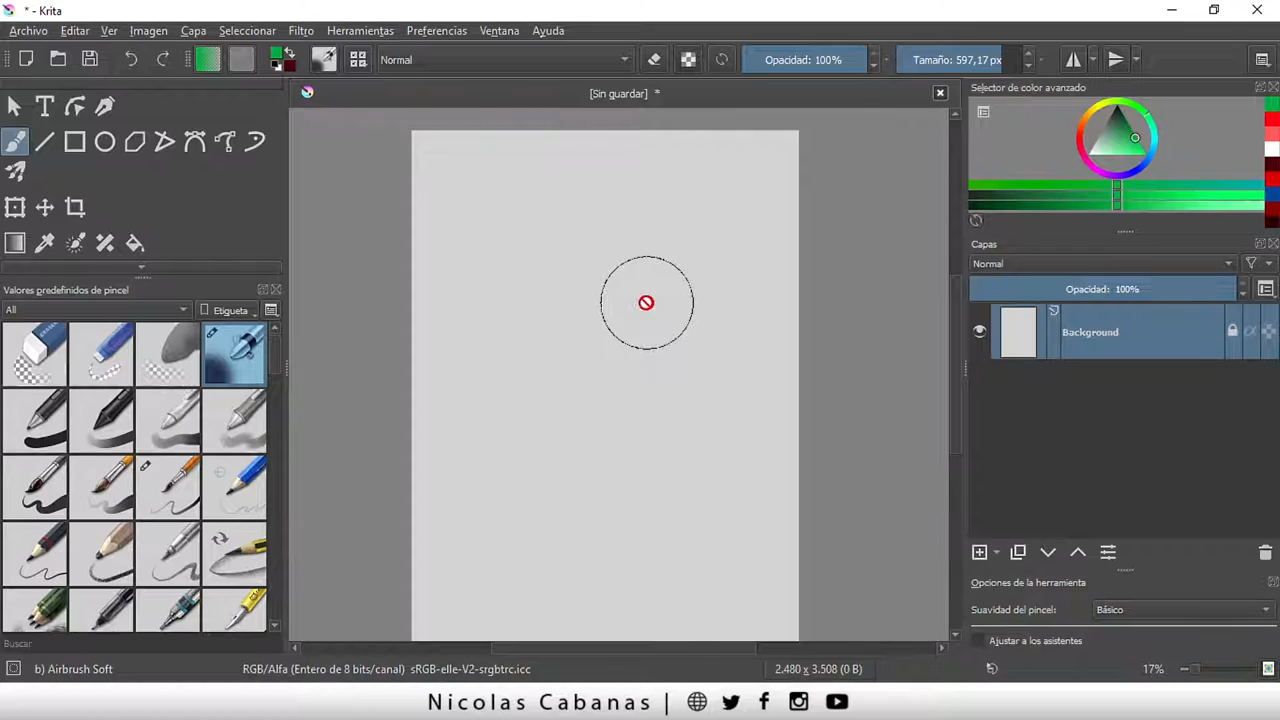 * - Krita
Archivo Editar Ver Imagen Capa Seleccionar Filtro Herramientas Preferencias Ventana Ayuda
Normal
Opacidad: 100%
Tamaño: 597,17 px
[Sin guardar] *
Selector de color avanzado
Capas
Normal
Opacidad: 100%
Background
Valores predefinidos de pincel
All
Etiqueta
Opciones de la herramienta
Suavidad del pincel: Básico
Ajustar a los asistentes
Buscar
b) Airbrush Soft
RGB/Alfa (Entero de 8 bits/canal) sRGB-elle-V2-srgbtrc.icc
2.480 x 3.508 (0 B)
17%
Nicolas Cabanas |